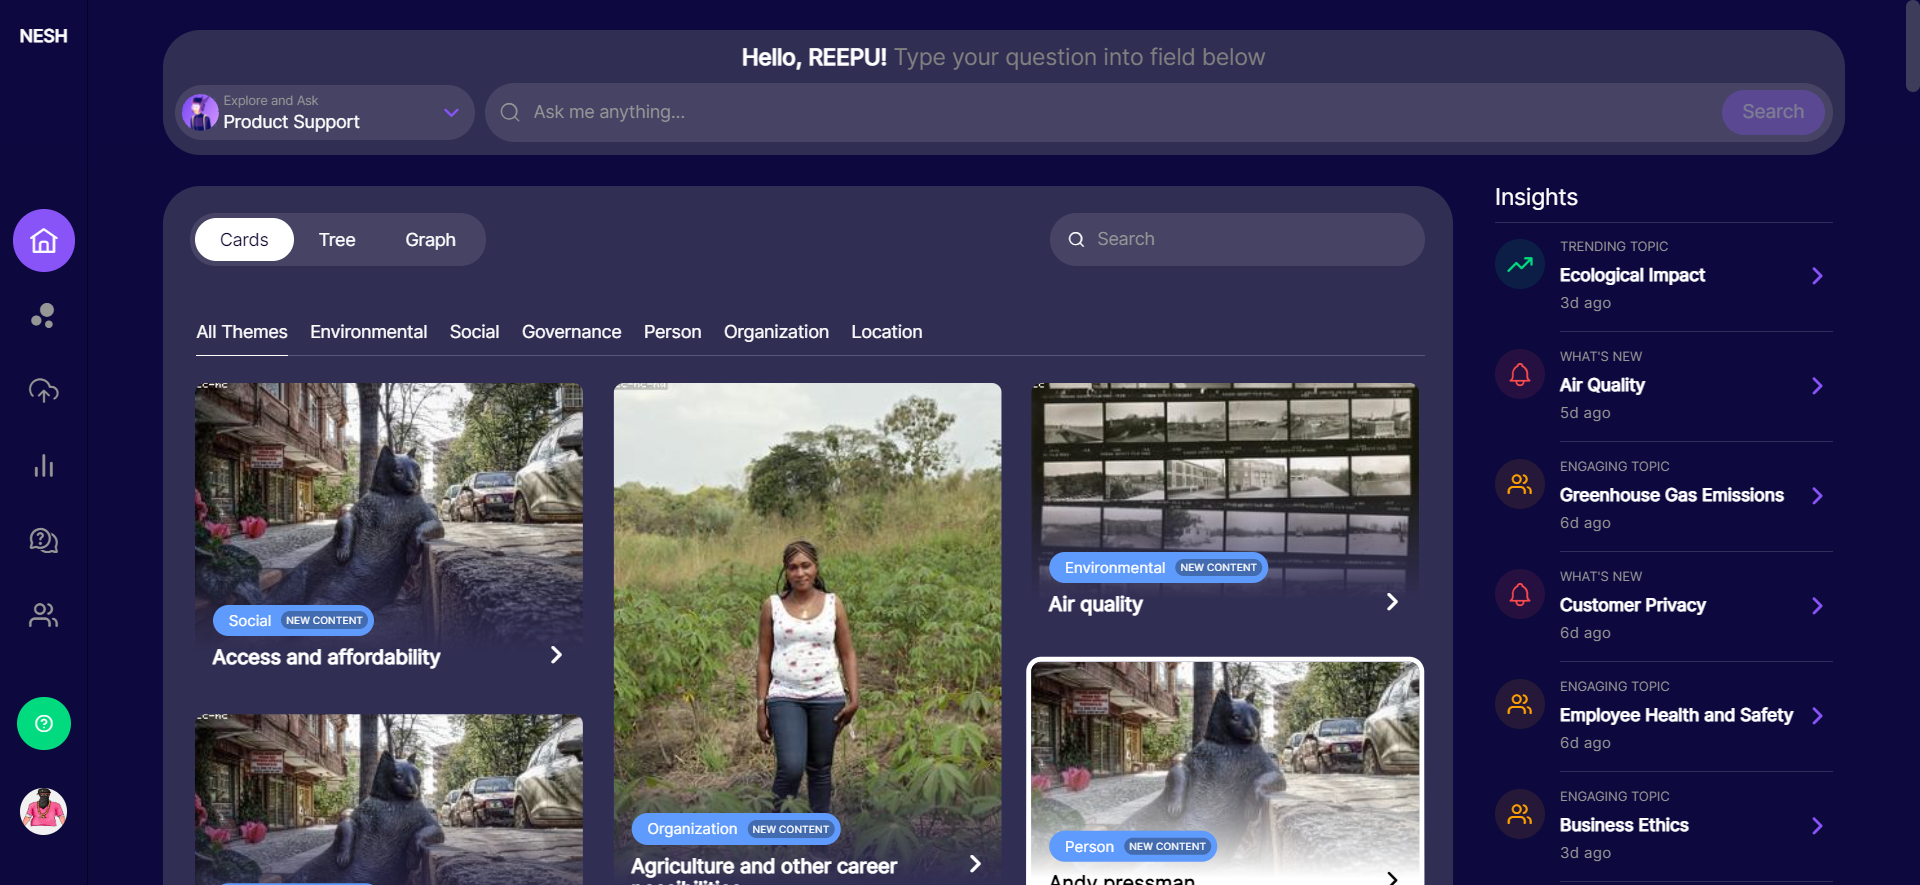 NESH
Hello, REEPU! Type your question into field below
Explore and Ask
Product Support
Ask me anything...
Search
Cards
Tree
Graph
Search
All Themes
Environmental
Social
Governance
Person
Organization
Location
Social NEW CONTENT
Access and affordability
Organization NEW CONTENT
Agriculture and other career
possibilities
Environmental NEW CONTENT
Air quality
Person NEW CONTENT
Andy pressman
Insights
TRENDING TOPIC
Ecological Impact
3d ago
WHAT'S NEW
Air Quality
5d ago
ENGAGING TOPIC
Greenhouse Gas Emissions
6d ago
WHAT'S NEW
Customer Privacy
6d ago
ENGAGING TOPIC
Employee Health and Safety
6d ago
ENGAGING TOPIC
Business Ethics
3d ago